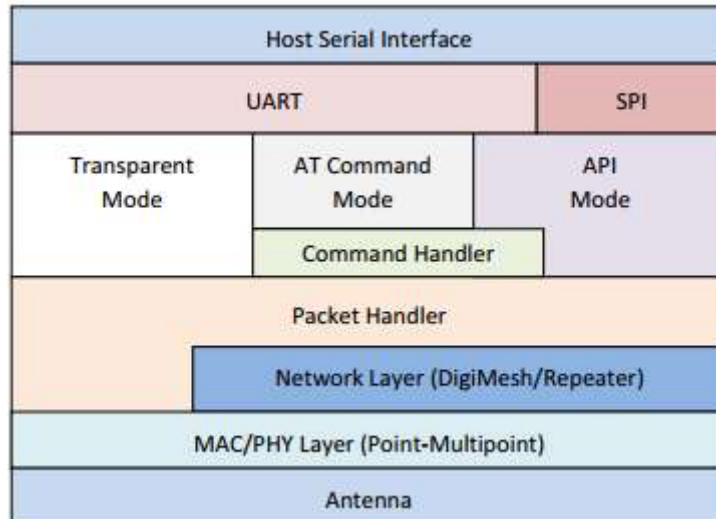 Host Serial Interface
UART
SPI
Transparent
Mode
AT Command
Mode
API
Mode
Command Handler
Packet Handler
Network Layer (DigiMesh/Repeater)
MAC/PHY Layer (Point-Multipoint)
Antenna